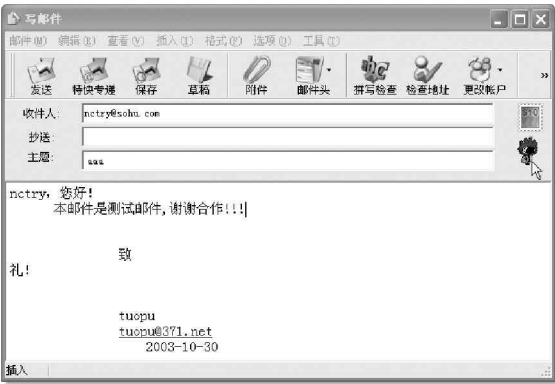 写邮件
邮件(M) 编辑(E) 查看(V) 插入(I) 格式(F) 选项(O) 工具(T)
发送 特快专递 保存 草稿 附件 邮件头 拼写检查 检查地址 更改帐户 »
收件人: nctry@sohu.com
抄送:
主题: aaa
nctry, 您好!
本邮件是测试邮件,谢谢合作!!!
致
礼!
tuopu
tuopu@371.net
2003-10-30
插入